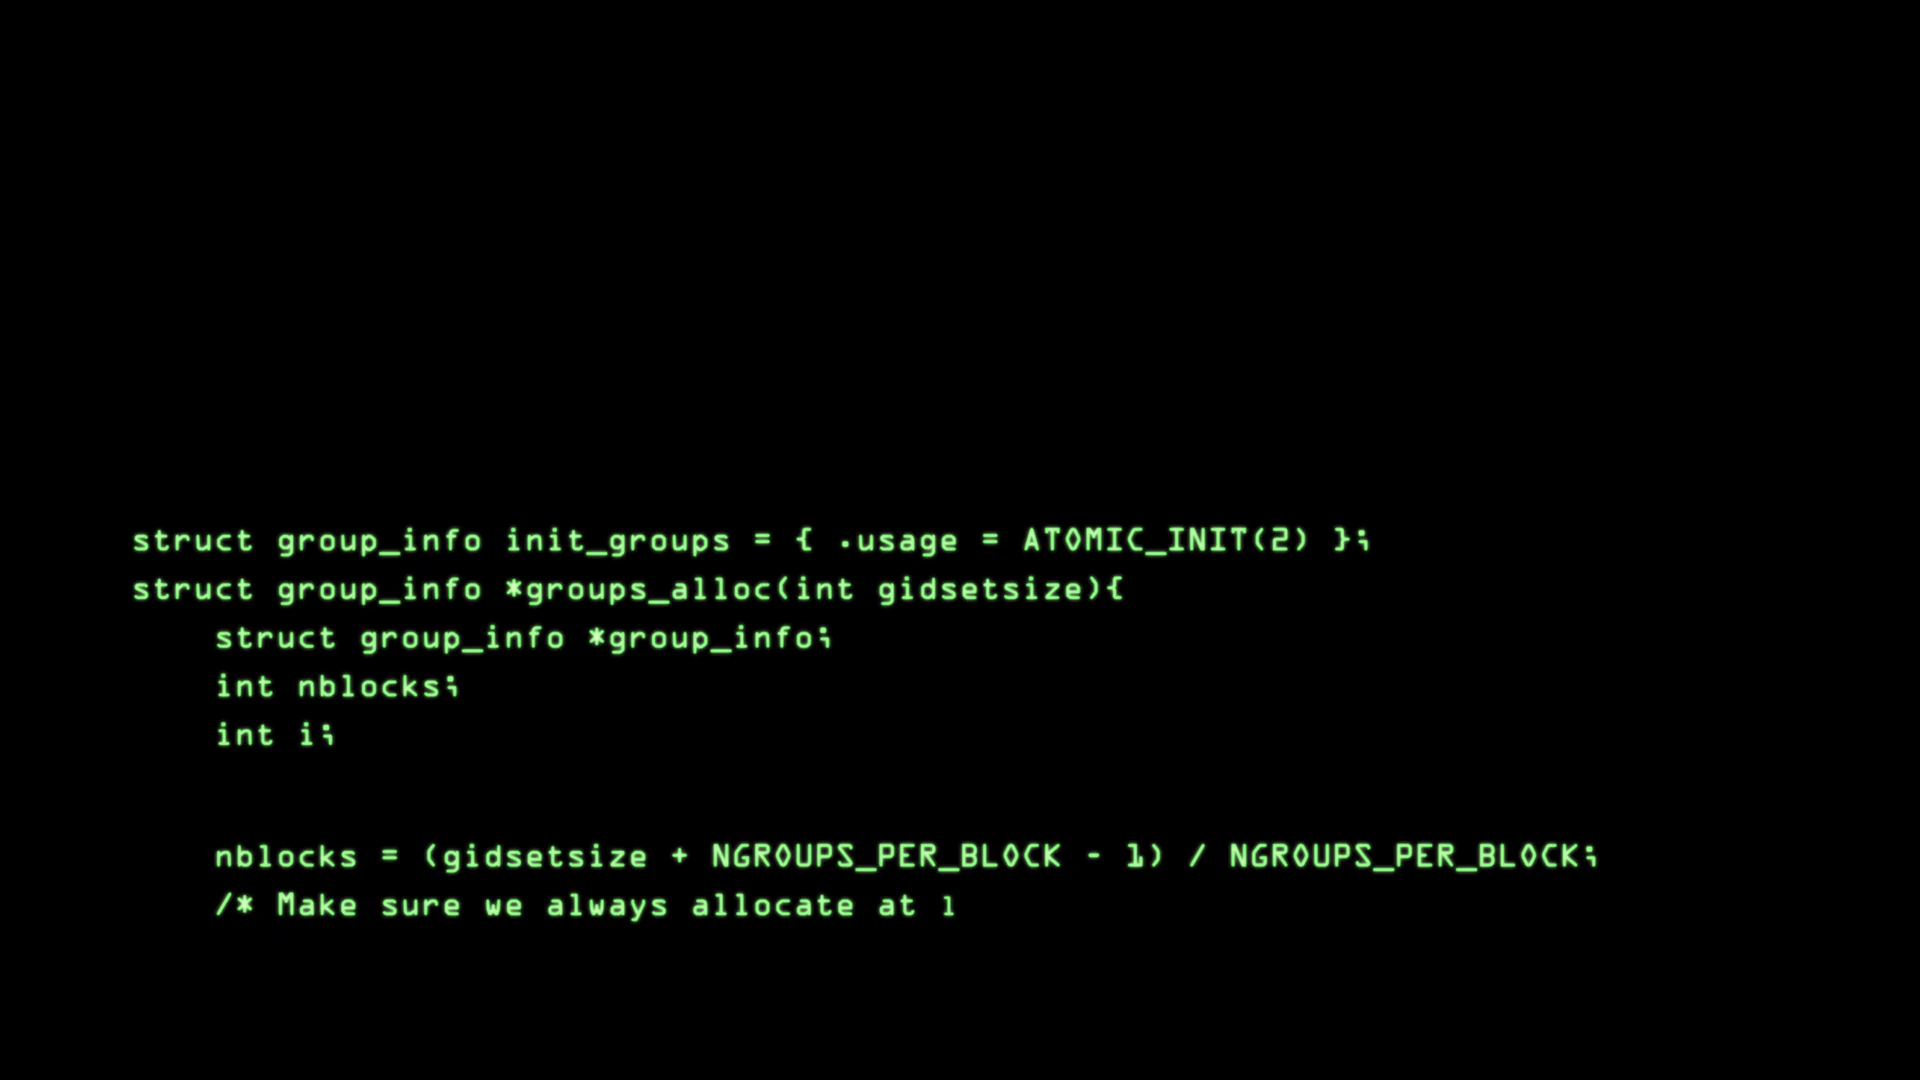 struct group_info init_groups = { .usage = ATOMIC_INIT(2) };
struct group_info *groups_alloc(int gidsetsize){
    struct group_info *group_info;
    int nblocks;
    int i;

    nblocks = (gidsetsize + NGROUPS_PER_BLOCK - 1) / NGROUPS_PER_BLOCK;
    /* Make sure we always allocate at l